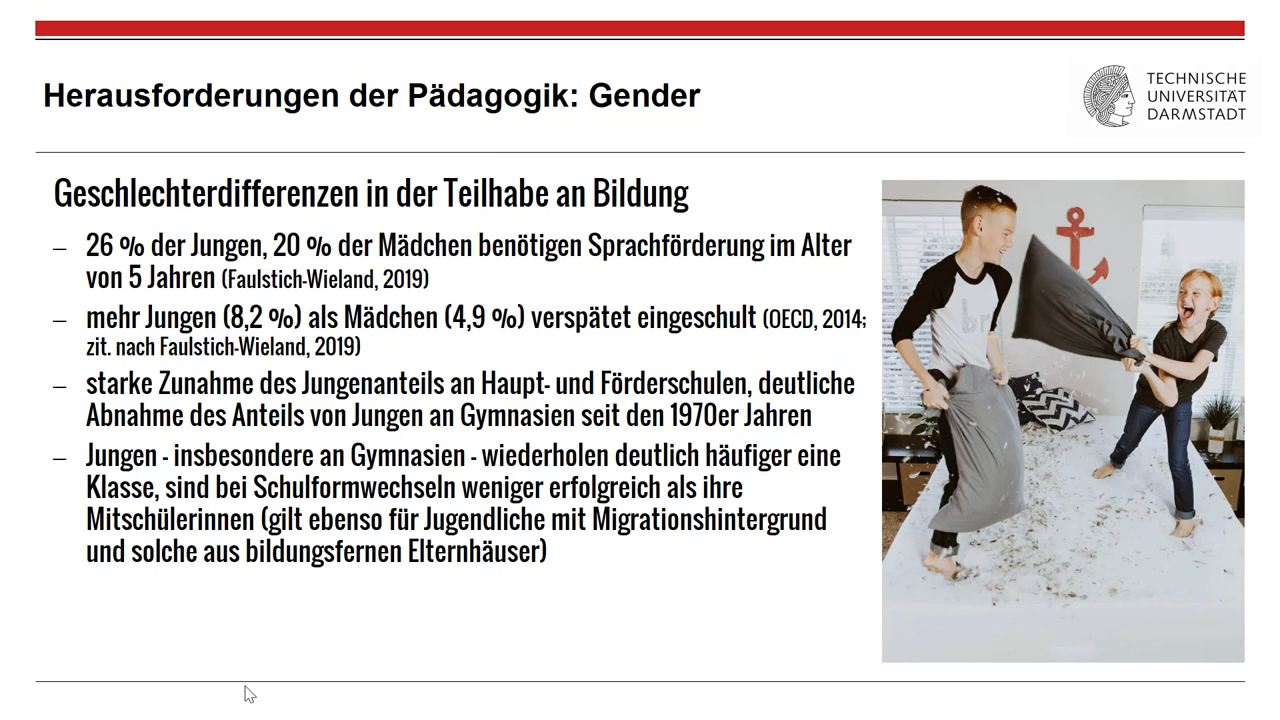 Herausforderungen der Pädagogik: Gender
TECHNISCHE
UNIVERSITÄT
DARMSTADT
Geschlechterdifferenzen in der Teilhabe an Bildung
– 26 % der Jungen, 20 % der Mädchen benötigen Sprachförderung im Alter
von 5 Jahren (Faulstich-Wieland, 2019)
– mehr Jungen (8,2 %) als Mädchen (4,9 %) verspätet eingeschult (OECD, 2014;
zit. nach Faulstich-Wieland, 2019)
– starke Zunahme des Jungenanteils an Haupt- und Förderschulen, deutliche
Abnahme des Anteils von Jungen an Gymnasien seit den 1970er Jahren
– Jungen - insbesondere an Gymnasien - wiederholen deutlich häufiger eine
Klasse, sind bei Schulformwechseln weniger erfolgreich als ihre
Mitschülerinnen (gilt ebenso für Jugendliche mit Migrationshintergrund
und solche aus bildungsfernen Elternhäuser)